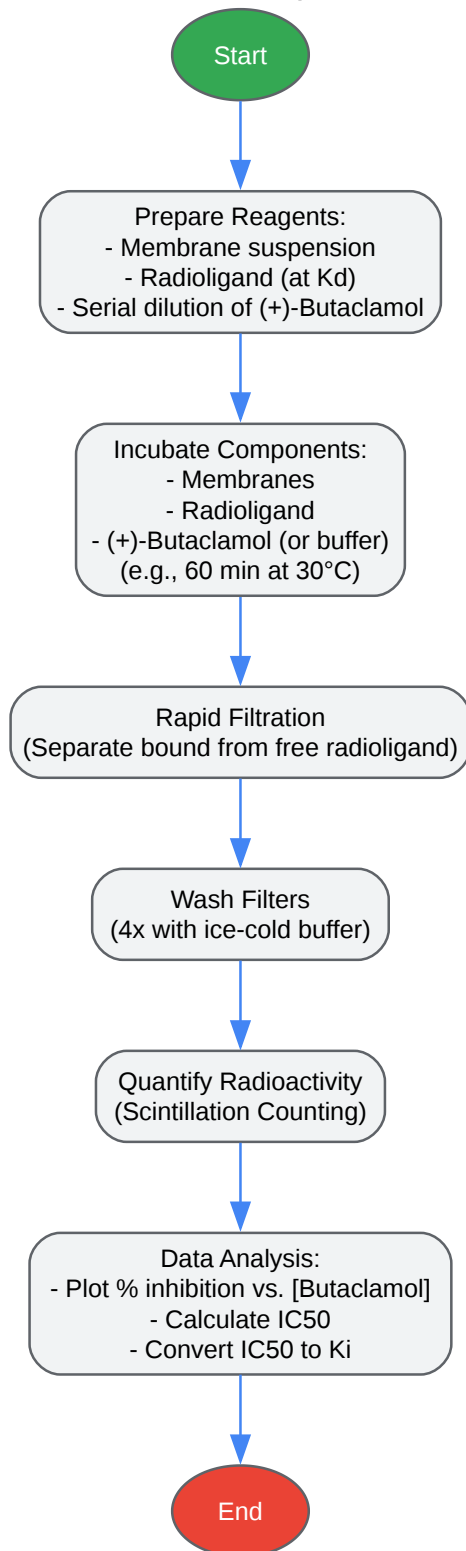 Start
Prepare Reagents:
- Membrane suspension
- Radioligand (at Kd)
- Serial dilution of (+)-Butaclamol
Incubate Components:
- Membranes
- Radioligand
- (+)-Butaclamol (or buffer)
(e.g., 60 min at 30°C)
Rapid Filtration
(Separate bound from free radioligand)
Wash Filters
(4x with ice-cold buffer)
Quantify Radioactivity
(Scintillation Counting)
Data Analysis:
- Plot % inhibition vs. [Butaclamol]
- Calculate IC50
- Convert IC50 to Ki
End